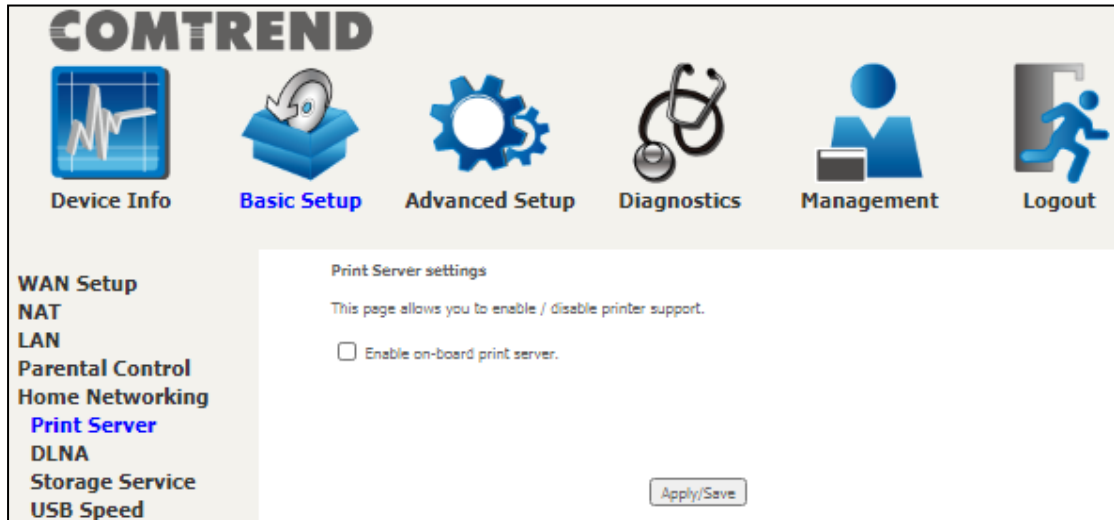 COMTREND
Device Info
Basic Setup
Advanced Setup
Diagnostics
Management
Logout
WAN Setup
NAT
LAN
Parental Control
Home Networking
Print Server
DLNA
Storage Service
USB Speed
Print Server settings
This page allows you to enable / disable printer support.
Enable on-board print server.
Apply/Save